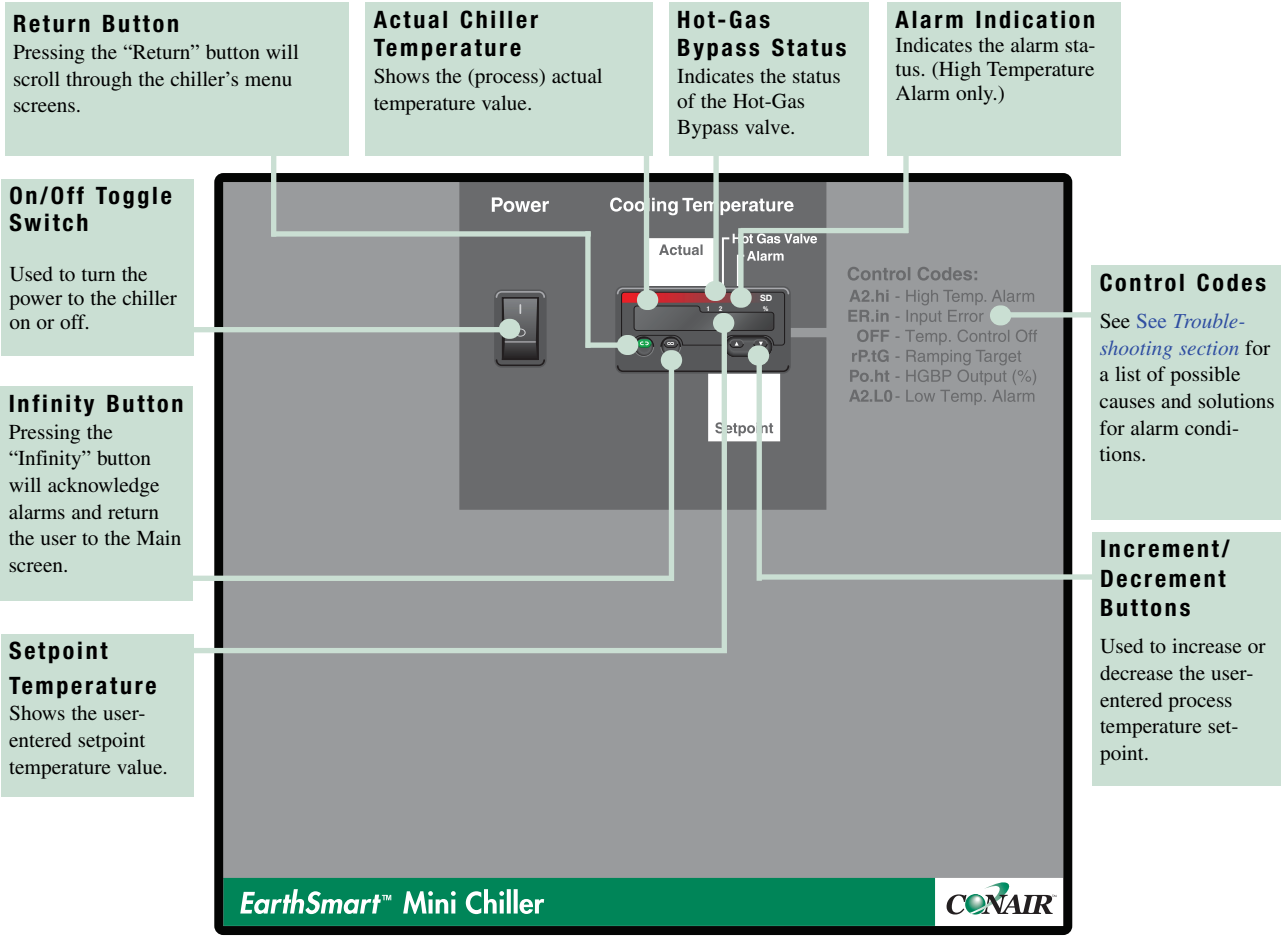 Return Button
Pressing the “Return” button will
scroll through the chiller’s menu
screens.
Actual Chiller
Temperature
Shows the (process) actual
temperature value.
Hot-Gas
Bypass Status
Indicates the status
of the Hot-Gas
Bypass valve.
Alarm Indication
Indicates the alarm sta-
tus. (High Temperature
Alarm only.)
On/Off Toggle
Switch
Used to turn the
power to the chiller
on or off.
Infinity Button
Pressing the
“Infinity” button
will acknowledge
alarms and return
the user to the Main
screen.
Setpoint
Temperature
Shows the user-
entered setpoint
temperature value.
Power
Cooling Temperature
Actual
Hot Gas Valve
Alarm
SD
1 2 %
Setpoint
Control Codes:
A2.hi - High Temp. Alarm
ER.in - Input Error
OFF - Temp. Control Off
rP.tG - Ramping Target
Po.ht - HGBP Output (%)
A2.L0 - Low Temp. Alarm
Control Codes
See See Trouble-
shooting section for
a list of possible
causes and solutions
for alarm condi-
tions.
Increment/
Decrement
Buttons
Used to increase or
decrease the user-
entered process
temperature set-
point.
EarthSmart™ Mini Chiller
CONAIR